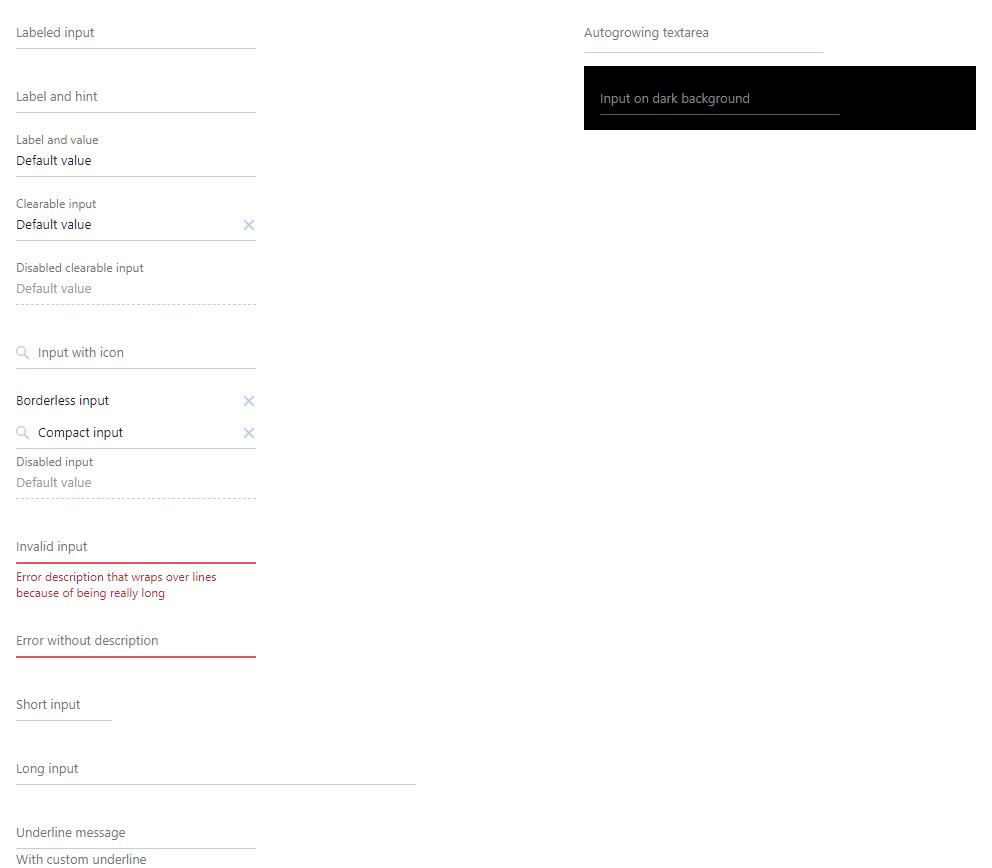 Labeled input
Label and hint
Label and value
Default value
Clearable input
Default value
Disabled clearable input
Default value
Input with icon
Borderless input
Compact input
Disabled input
Default value
Invalid input
Error description that wraps over lines
because of being really long
Error without description
Short input
Long input
Underline message
With custom underline
Autogrowing textarea
Input on dark background